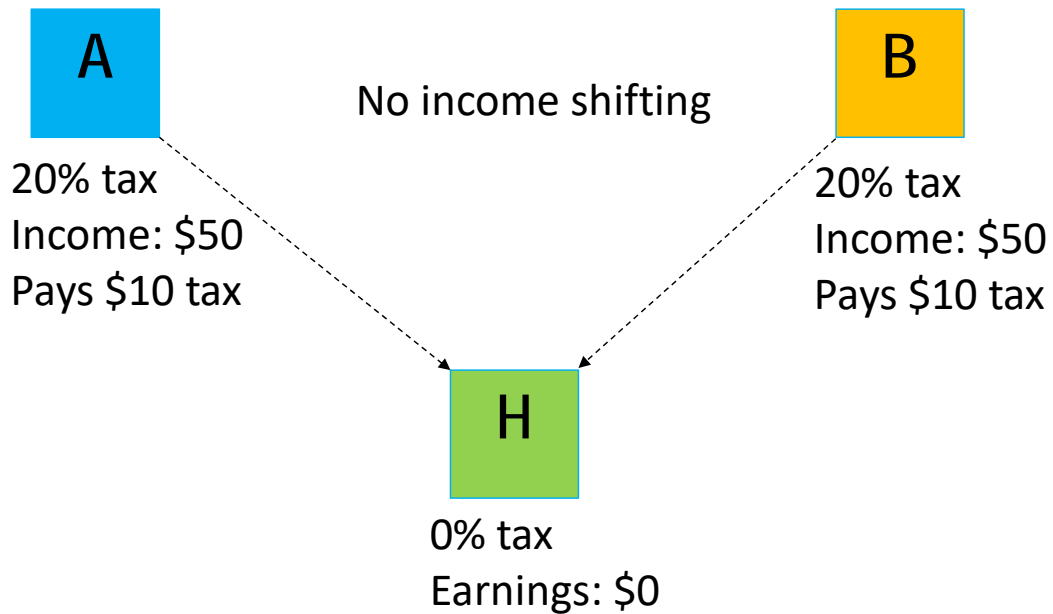 A
B
No income shifting
20% tax
Income: $50
Pays $10 tax
20% tax
Income: $50
Pays $10 tax
H
0% tax
Earnings: $0